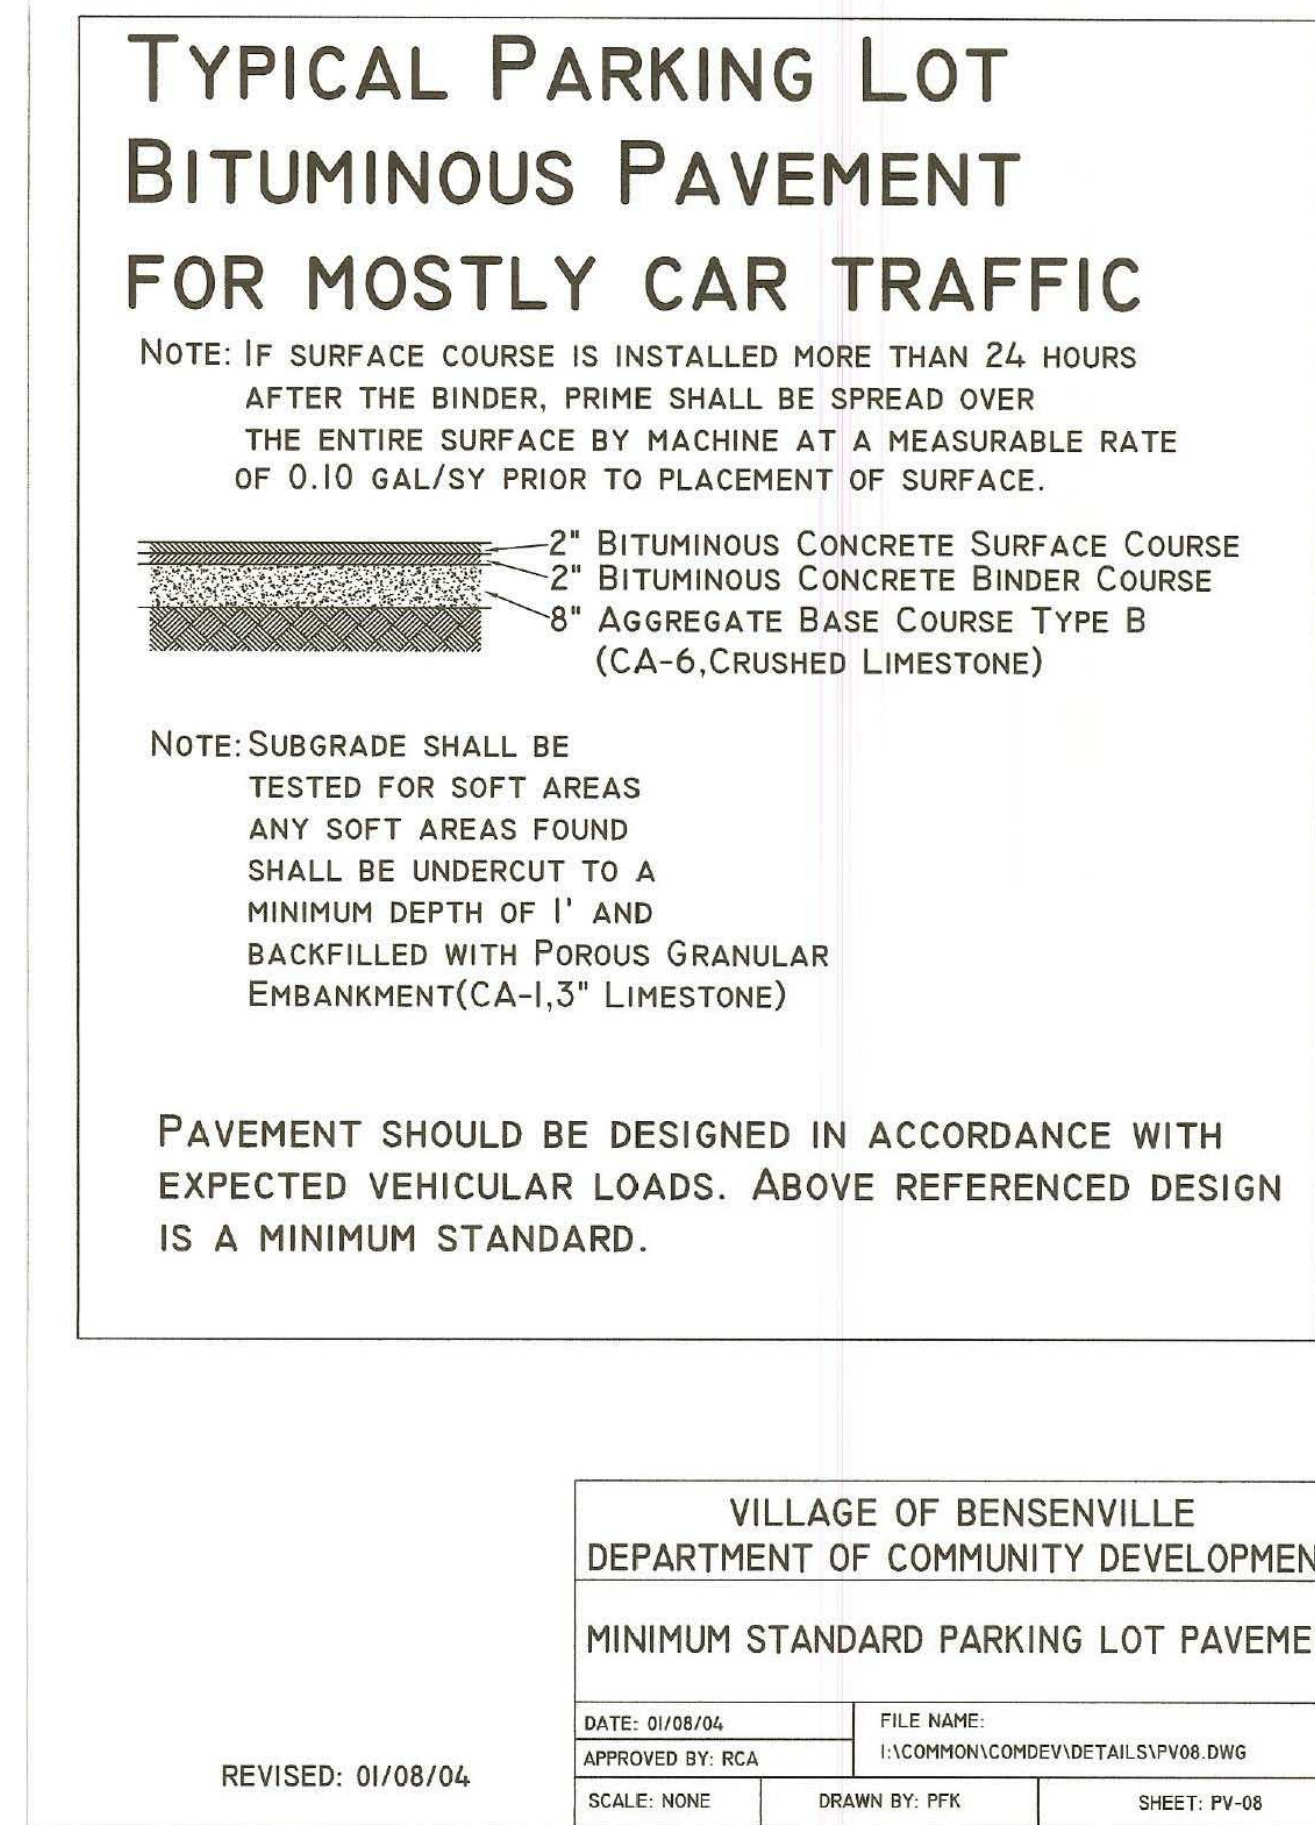 TYPICAL PARKING LOT
BITUMINOUS PAVEMENT
FOR MOSTLY CAR TRAFFIC
NOTE: IF SURFACE COURSE IS INSTALLED MORE THAN 24 HOURS
AFTER THE BINDER, PRIME SHALL BE SPREAD OVER
THE ENTIRE SURFACE BY MACHINE AT A MEASURABLE RATE
OF 0.10 GAL/SY PRIOR TO PLACEMENT OF SURFACE.
2" BITUMINOUS CONCRETE SURFACE COURSE
2" BITUMINOUS CONCRETE BINDER COURSE
8" AGGREGATE BASE COURSE TYPE B
(CA-6,CRUSHED LIMESTONE)
NOTE: SUBGRADE SHALL BE
TESTED FOR SOFT AREAS
ANY SOFT AREAS FOUND
SHALL BE UNDERCUT TO A
MINIMUM DEPTH OF 1' AND
BACKFILLED WITH POROUS GRANULAR
EMBANKMENT(CA-1,3" LIMESTONE)
PAVEMENT SHOULD BE DESIGNED IN ACCORDANCE WITH
EXPECTED VEHICULAR LOADS. ABOVE REFERENCED DESIGN
IS A MINIMUM STANDARD.
VILLAGE OF BENSENVILLE
DEPARTMENT OF COMMUNITY DEVELOPMEN
MINIMUM STANDARD PARKING LOT PAVEME
DATE: 01/08/04
FILE NAME:
I:\COMMON\COMDEV\DETAILS\PV08.DWG
APPROVED BY: RCA
REVISED: 01/08/04
SCALE: NONE
DRAWN BY: PFK
SHEET: PV-08